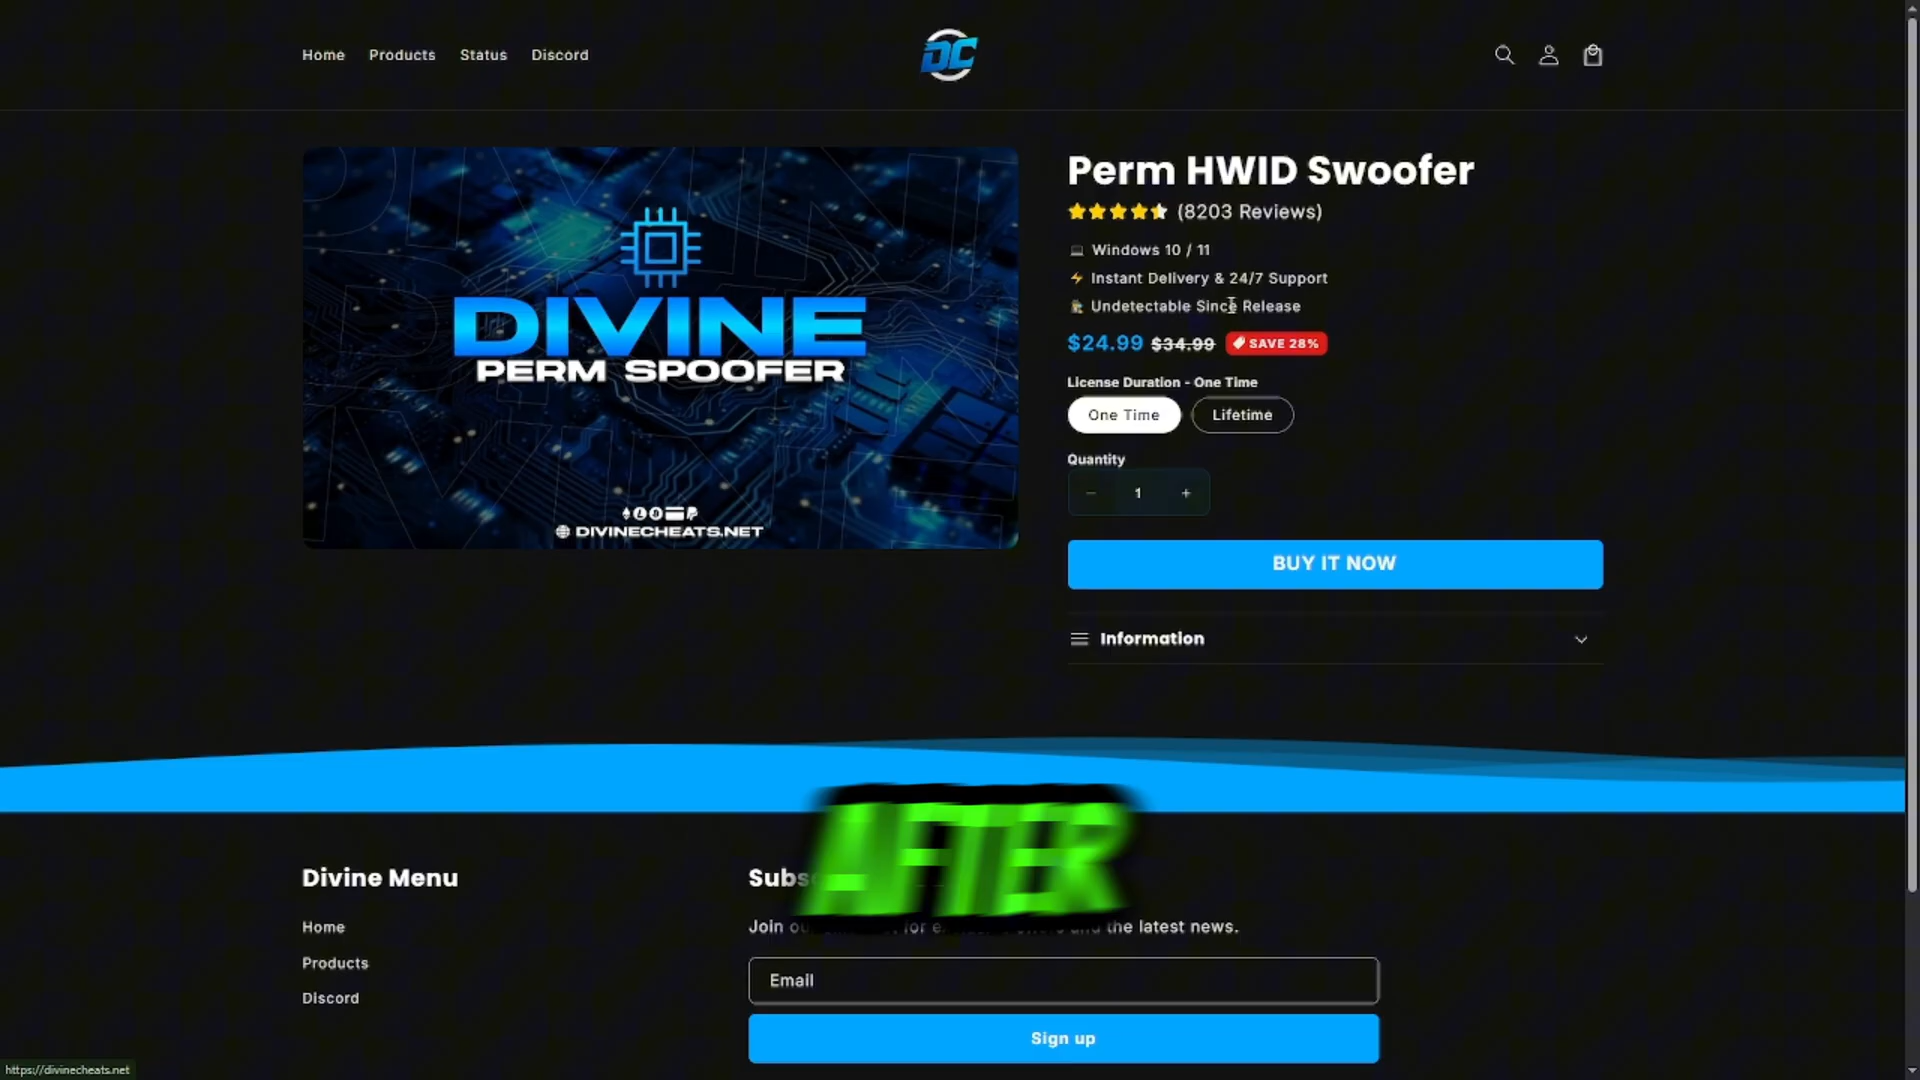 Home Products Status Discord
DC
DIVINE
PERM SPOOFER
DIVINECHEATS.NET
Perm HWID Swoofer
(8203 Reviews)
Windows 10 / 11
Instant Delivery & 24/7 Support
Undetectable Since Release
$24.99 $34.99 SAVE 28%
License Duration - One Time
One Time Lifetime
Quantity
− 1 +
BUY IT NOW
Information
AFTER
Divine Menu
Home
Products
Discord
Join the latest news.
Email
Sign up
https://divinecheats.net